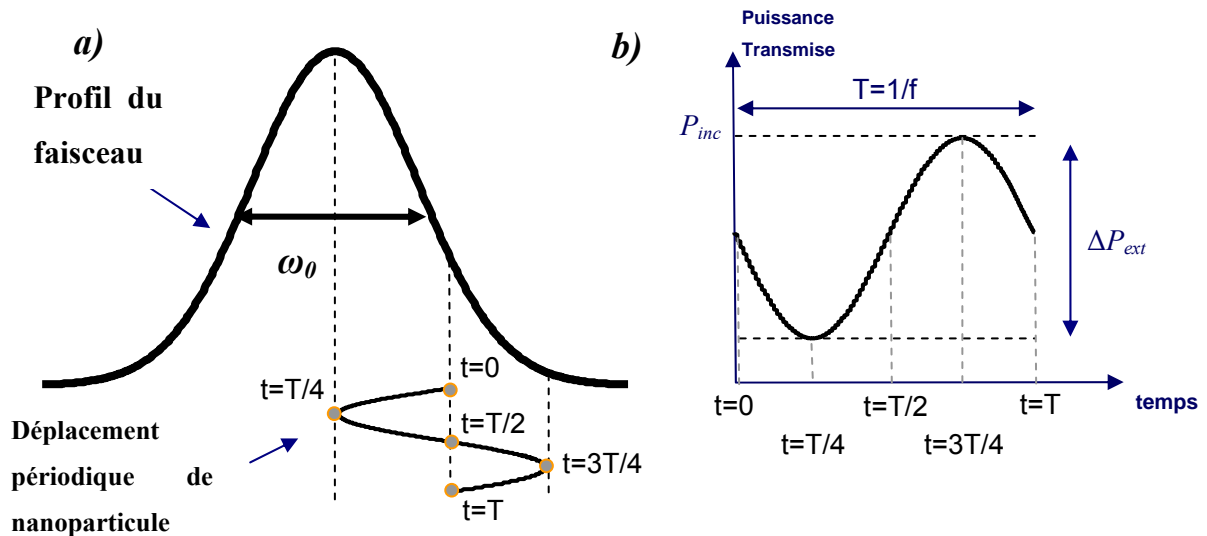 a)
Profil du
faisceau
ω₀
t=0
t=T/4
t=T/2
t=3T/4
t=T
Déplacement
périodique de
nanoparticule
b)
Puissance
Transmise
T=1/f
P_inc
ΔP_ext
t=0
t=T/2
t=T
temps
t=T/4
t=3T/4